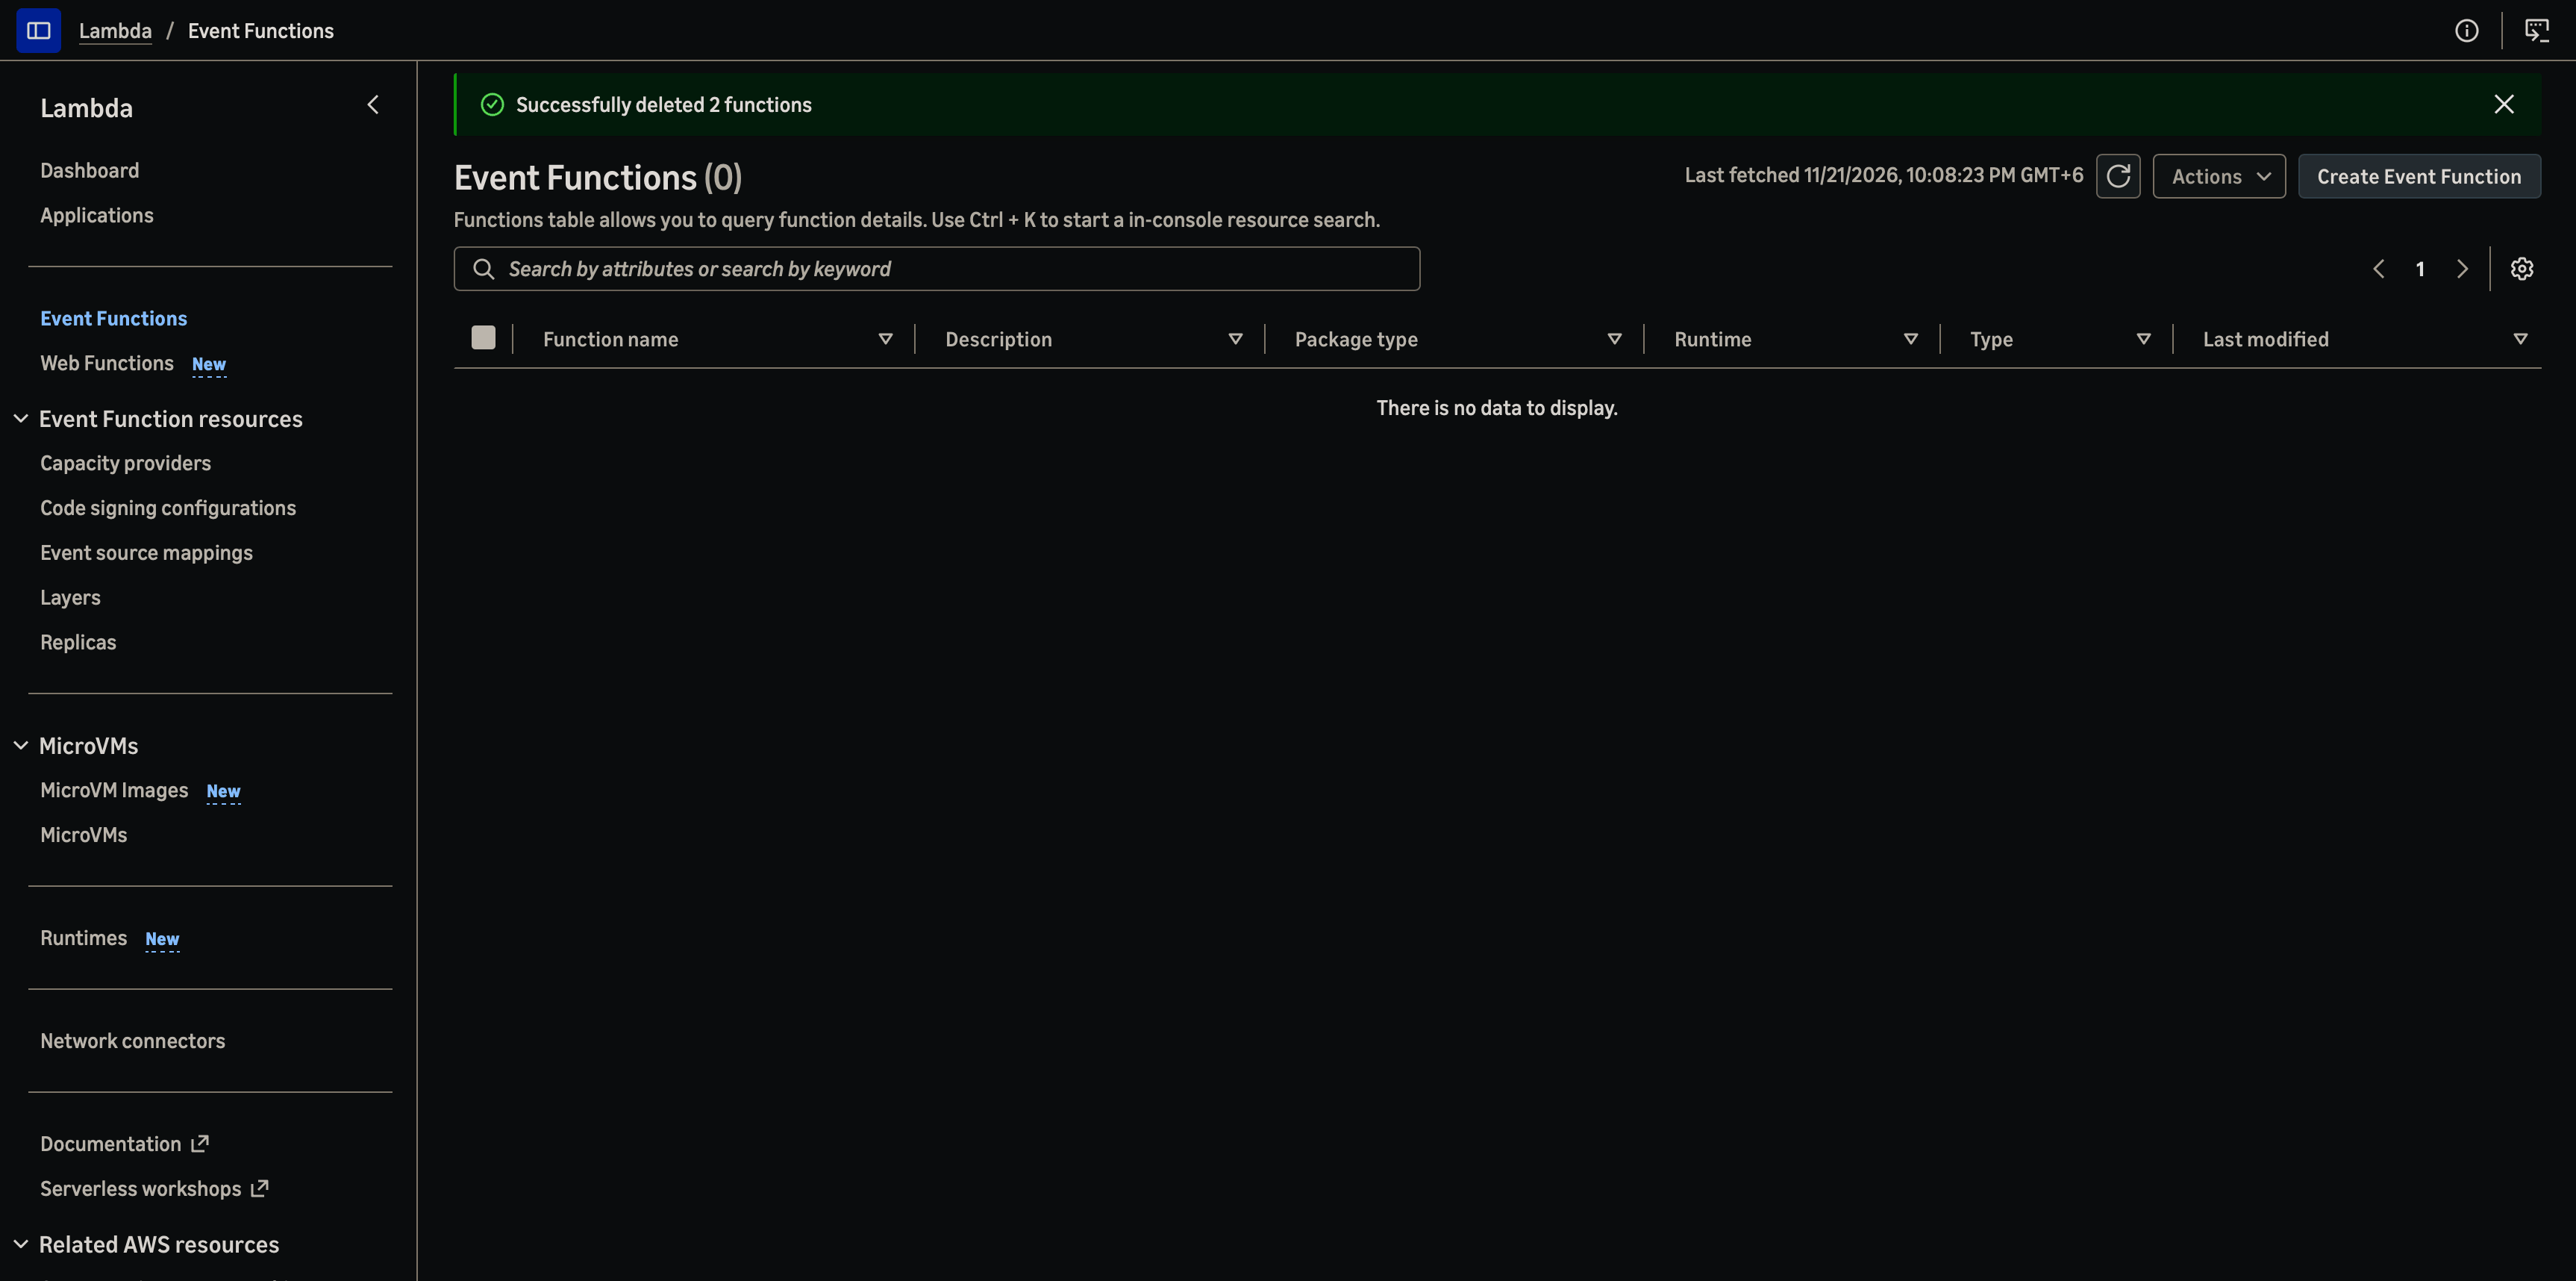 Lambda / Event Functions
Lambda
Dashboard
Applications
Event Functions
Web Functions New
Event Function resources
Capacity providers
Code signing configurations
Event source mappings
Layers
Replicas
MicroVMs
MicroVM Images New
MicroVMs
Runtimes New
Network connectors
Documentation
Serverless workshops
Related AWS resources
Successfully deleted 2 functions
Event Functions (0)
Last fetched 11/21/2026, 10:08:23 PM GMT+6
Actions
Create Event Function
Functions table allows you to query function details. Use Ctrl + K to start a in-console resource search.
Search by attributes or search by keyword
1
Function name Description Package type Runtime Type Last modified
There is no data to display.